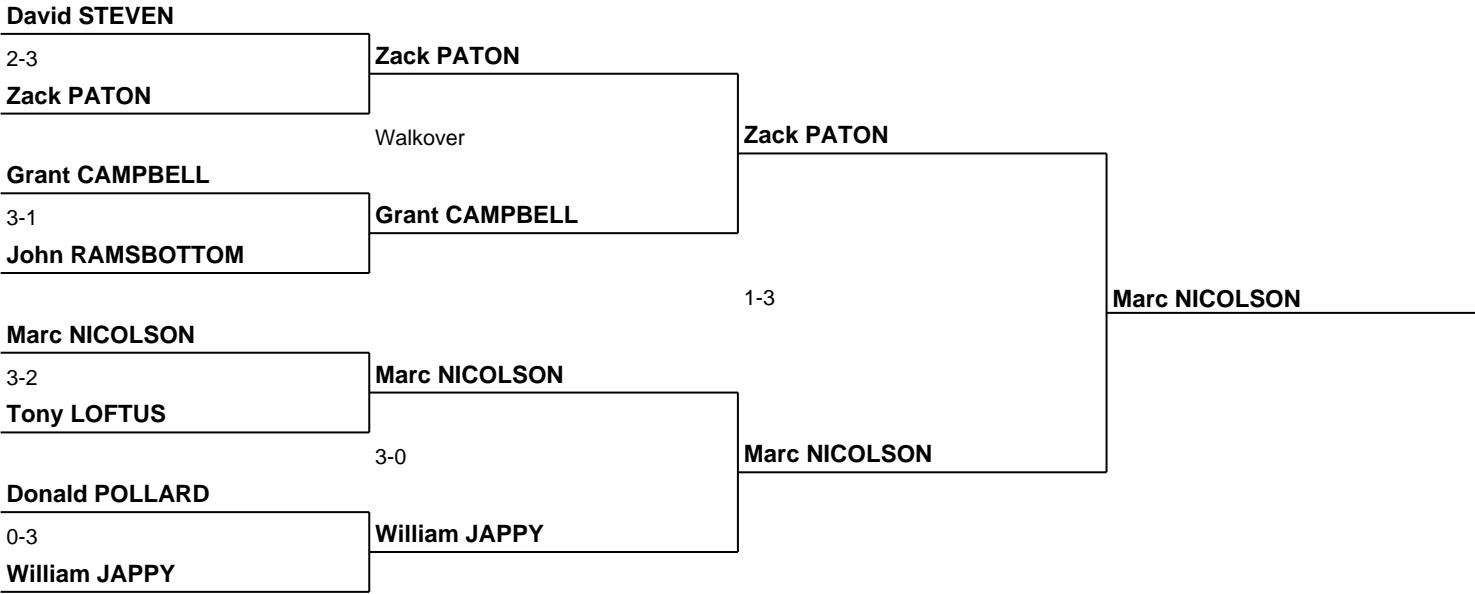 David STEVEN
2-3
Zack PATON
Zack PATON
Walkover
Zack PATON
Grant CAMPBELL
3-1
Grant CAMPBELL
John RAMSBOTTOM
1-3
Marc NICOLSON
Marc NICOLSON
3-2
Marc NICOLSON
Tony LOFTUS
3-0
Marc NICOLSON
Donald POLLARD
0-3
William JAPPY
William JAPPY